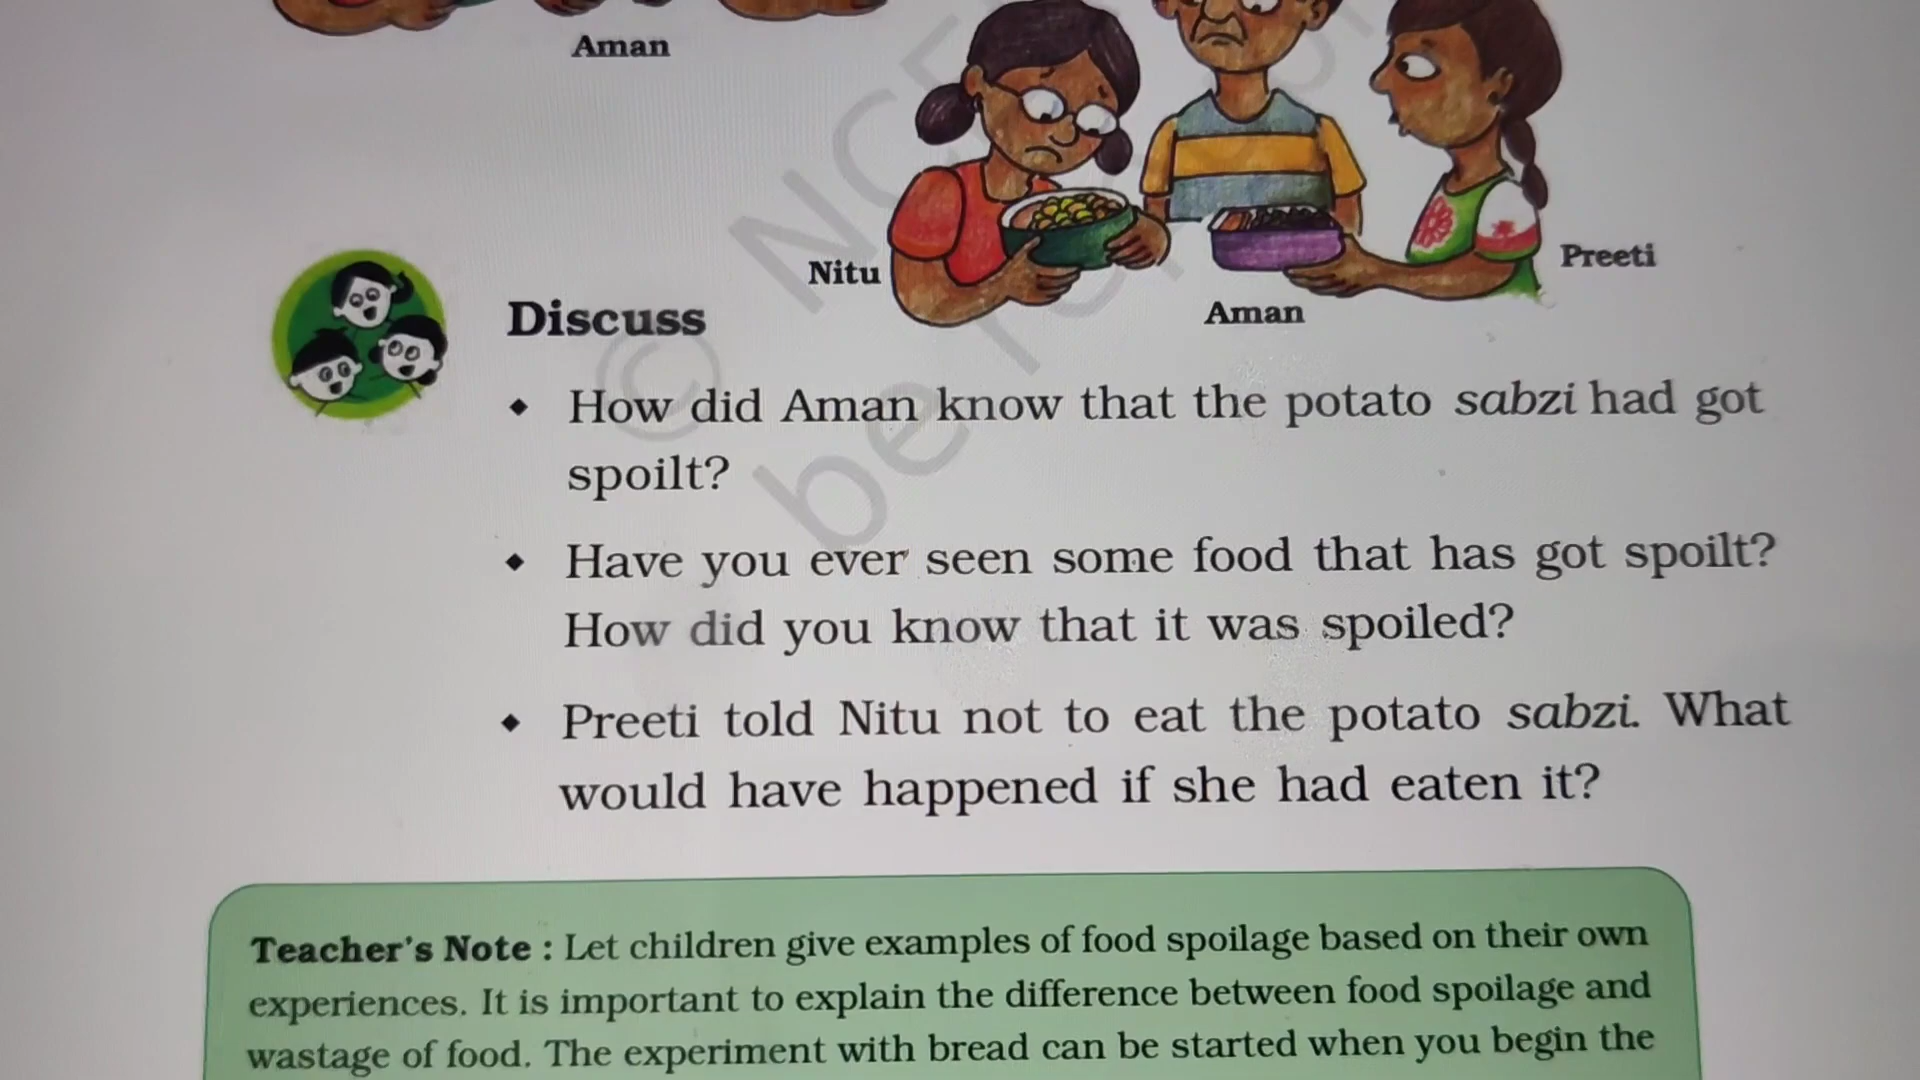 Aman
Nitu
Preeti
Aman
Discuss
How did Aman know that the potato sabzi had got
spoilt?
Have you ever seen some food that has got spoilt?
How did you know that it was spoiled?
Preeti told Nitu not to eat the potato sabzi. What
would have happened if she had eaten it?
Teacher's Note : Let children give examples of food spoilage based on their own
experiences. It is important to explain the difference between food spoilage and
wastage of food. The experiment with bread can be started when you begin the